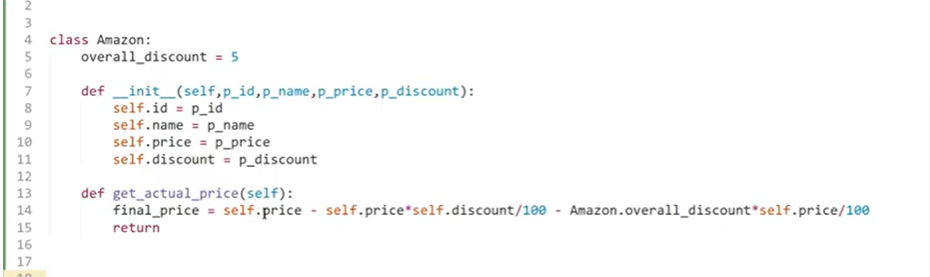 2
3
4 class Amazon:
5 overall_discount = 5
6
7 def __init__(self,p_id,p_name,p_price,p_discount):
8 self.id = p_id
9 self.name = p_name
10 self.price = p_price
11 self.discount = p_discount
12
13 def get_actual_price(self):
14 final_price = self.price - self.price*self.discount/100 - Amazon.overall_discount*self.price/100
15 return
16
17
18